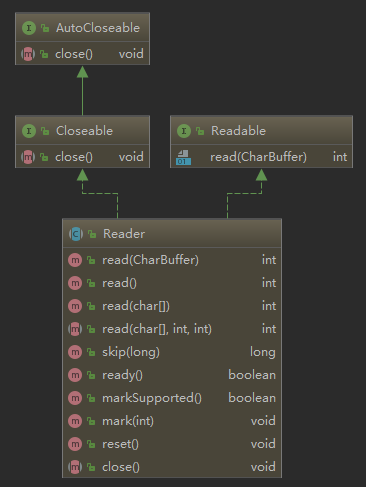 AutoCloseable
close() void
Closeable
close() void
Readable
read(CharBuffer) int
Reader
read(CharBuffer) int
read() int
read(char[]) int
read(char[], int, int) int
skip(long) long
ready() boolean
markSupported() boolean
mark(int) void
reset() void
close() void